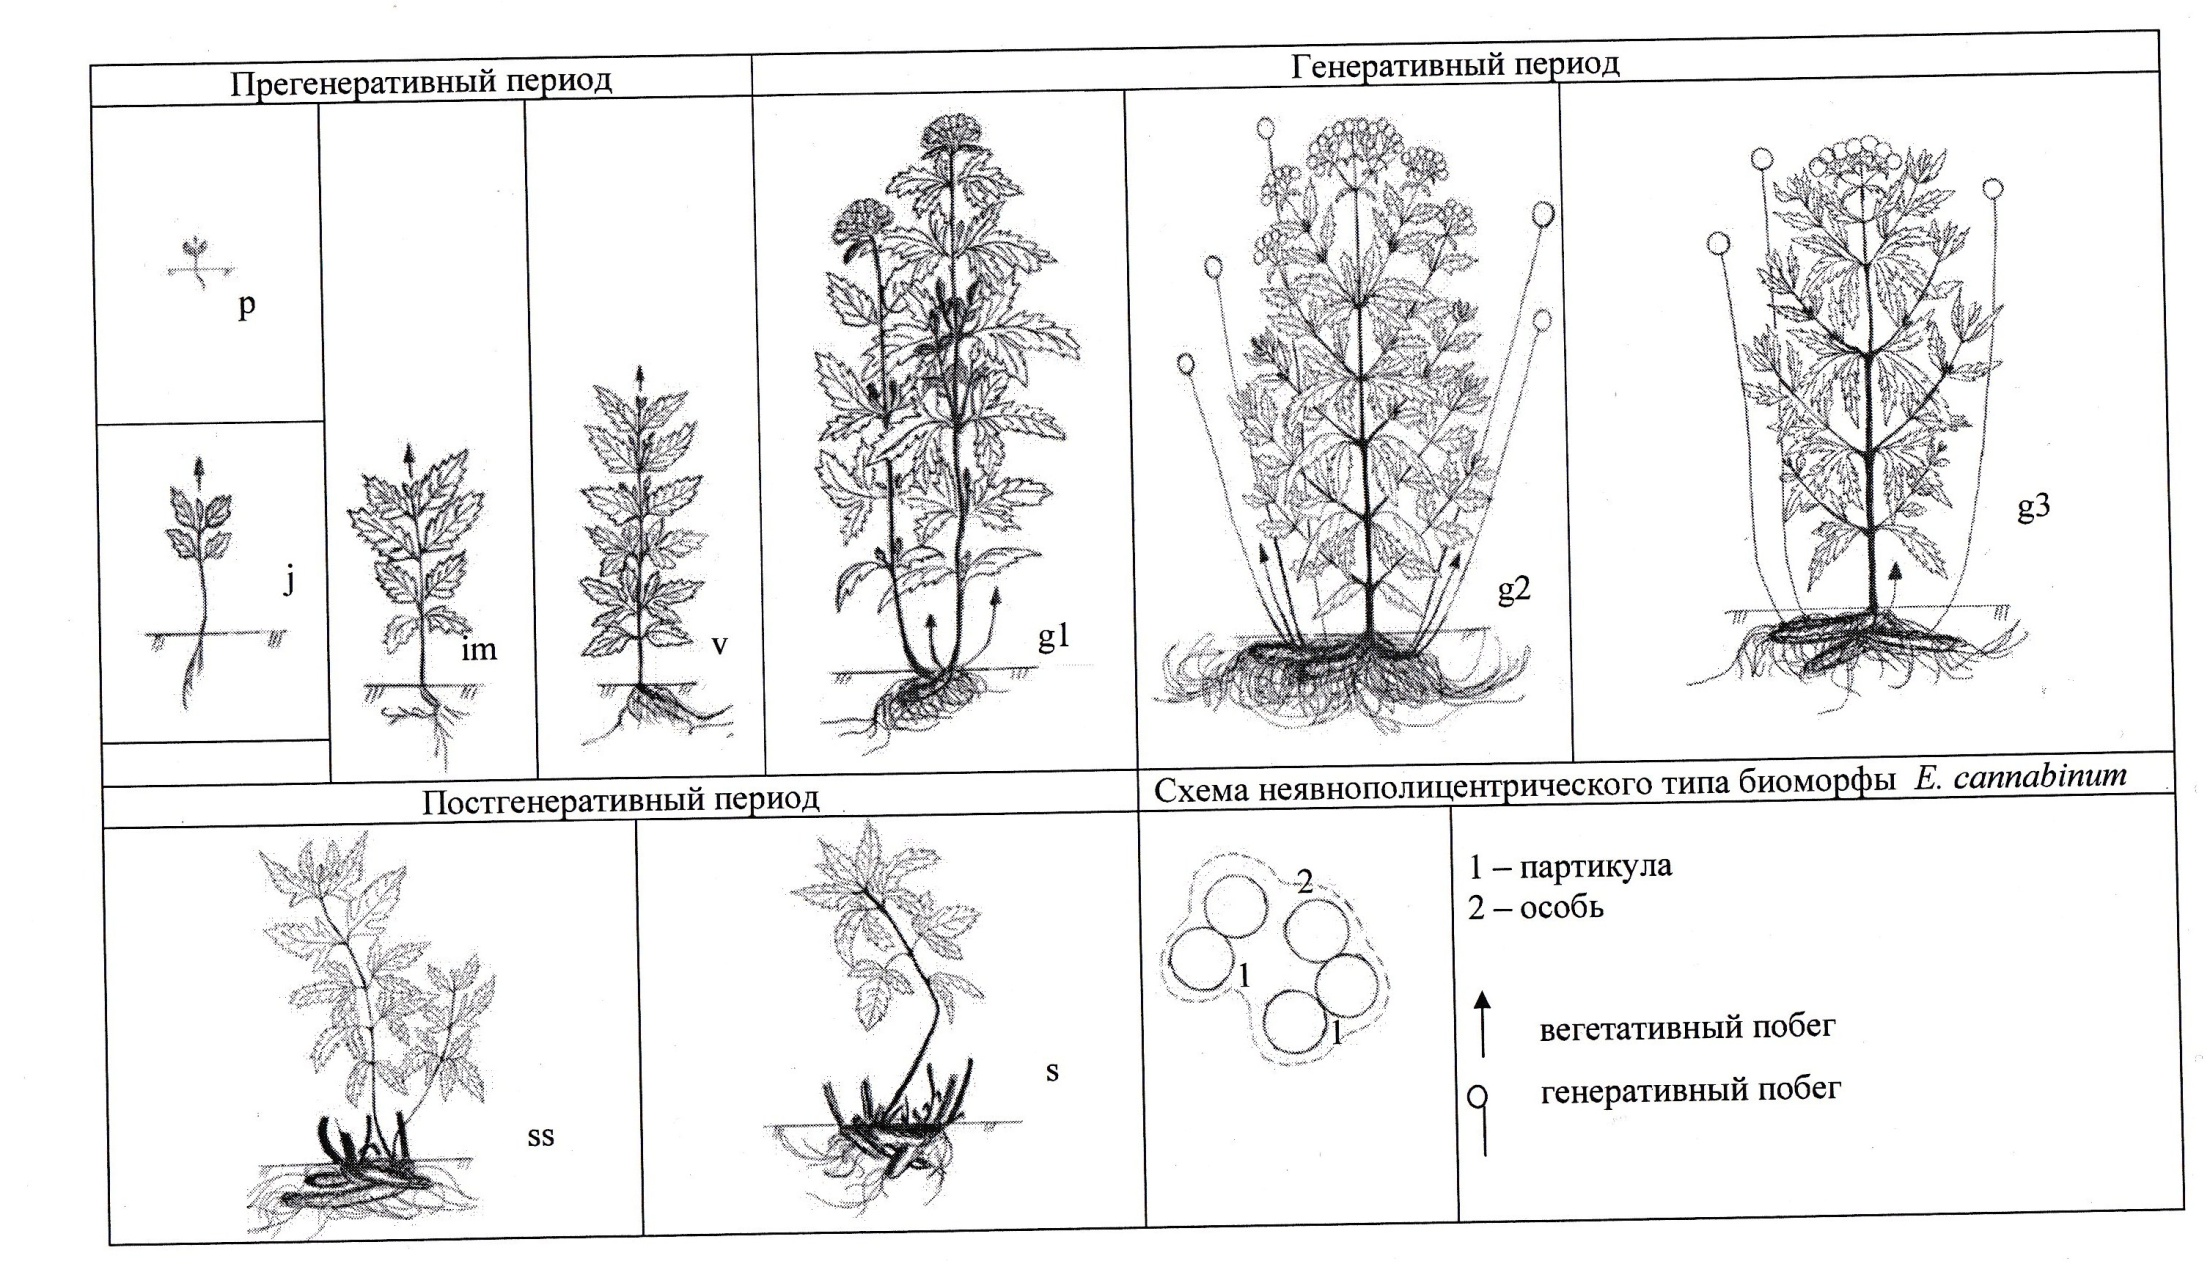 Прегенеративный период
Генеративный период
p
j
im
v
g1
g2
g3
Постгенеративный период
Схема неявнополицентрического типа биоморфы E. cannabinum
ss
s
2
1
1
1 – партикула
2 – особь
вегетативный побег
генеративный побег